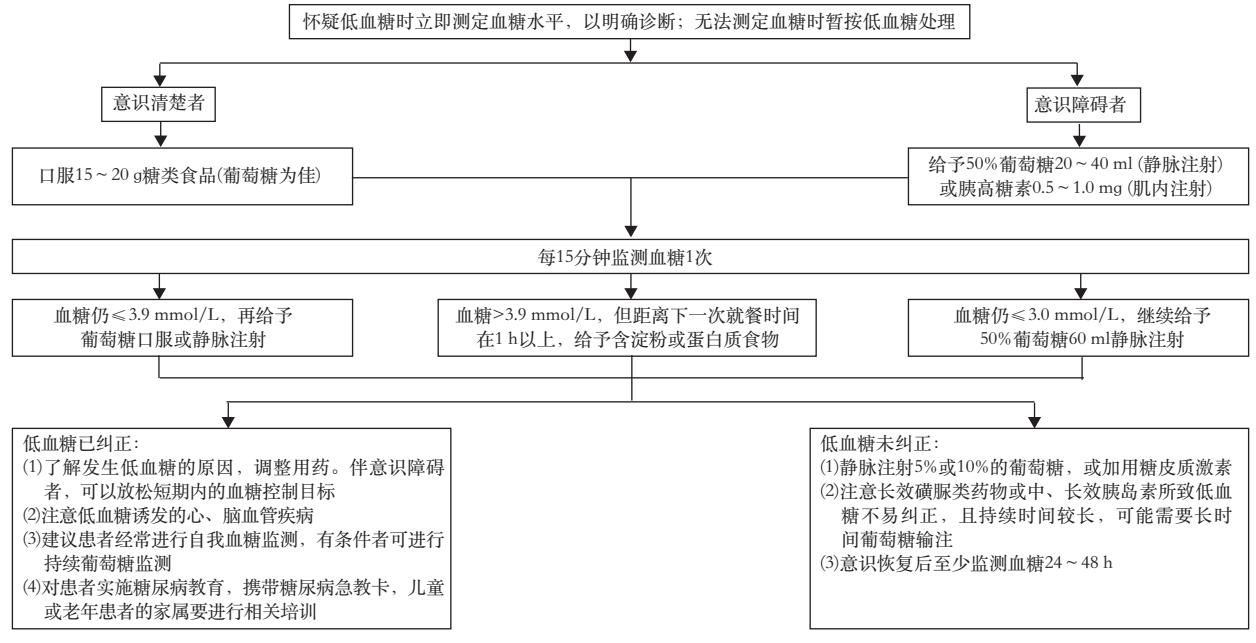 怀疑低血糖时立即测定血糖水平，以明确诊断；无法测定血糖时暂按低血糖处理
意识清楚者
意识障碍者
口服15～20 g糖类食品(葡萄糖为佳)
给予50%葡萄糖20～40 ml (静脉注射)
或胰高糖素0.5～1.0 mg (肌内注射)
每15分钟监测血糖1次
血糖仍≤3.9 mmol/L，再给予
葡萄糖口服或静脉注射
血糖>3.9 mmol/L，但距离下一次就餐时间
在1 h以上，给予含淀粉或蛋白质食物
血糖仍≤3.0 mmol/L，继续给予
50%葡萄糖60 ml静脉注射
低血糖已纠正：
(1)了解发生低血糖的原因，调整用药。伴意识障碍
者，可以放松短期内的血糖控制目标
(2)注意低血糖诱发的心、脑血管疾病
(3)建议患者经常进行自我血糖监测，有条件者可进行
持续葡萄糖监测
(4)对患者实施糖尿病教育，携带糖尿病急教卡，儿童
或老年患者的家属要进行相关培训
低血糖未纠正：
(1)静脉注射5%或10%的葡萄糖，或加用糖皮质激素
(2)注意长效磺脲类药物或中、长效胰岛素所致低血
糖不易纠正，且持续时间较长，可能需要长时
间葡萄糖输注
(3)意识恢复后至少监测血糖24～48 h